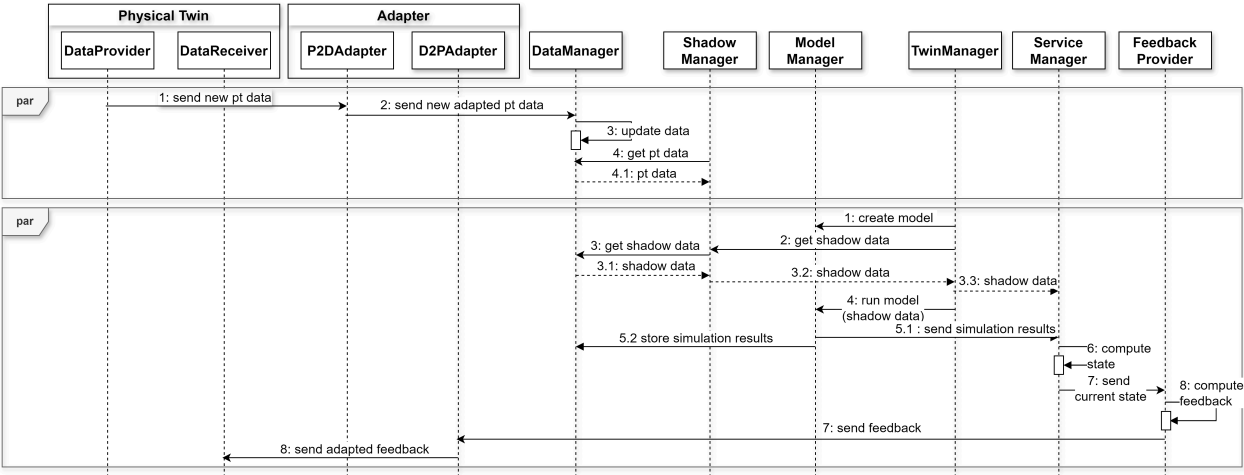 Physical Twin
Adapter
DataProvider
DataReceiver
P2DAdapter
D2PAdapter
DataManager
Shadow
Manager
Model
Manager
TwinManager
Service
Manager
Feedback
Provider
par
1: send new pt data
2: send new adapted pt data
3: update data
4: get pt data
4.1: pt data
par
1: create model
2: get shadow data
3: get shadow data
3.1: shadow data
3.2: shadow data
3.3: shadow data
4: run model
(shadow data)
5.1 : send simulation results
5.2 store simulation results
6: compute
state
7: send
current state
8: compute
feedback
7: send feedback
8: send adapted feedback